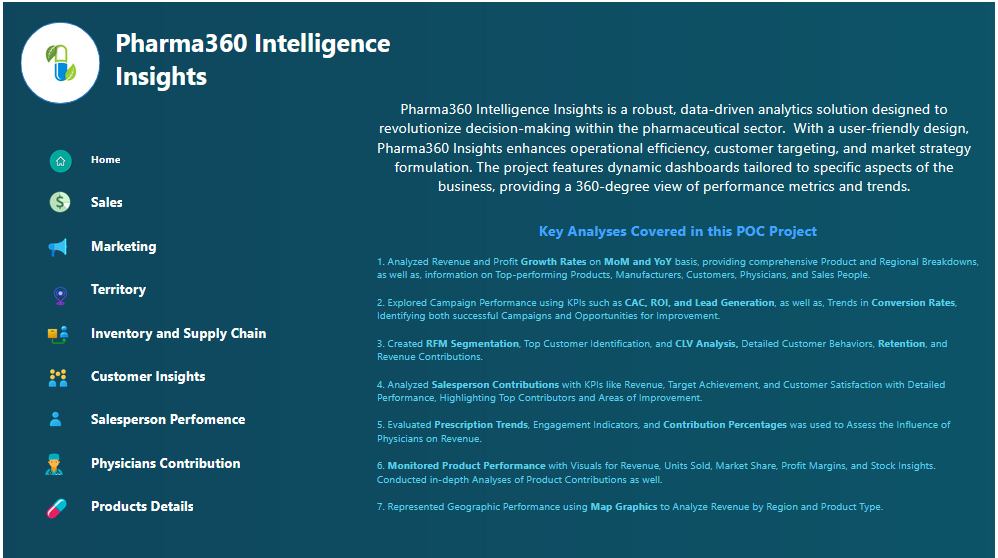 Pharma360 Intelligence
Insights
Home
Sales
Marketing
Territory
Inventory and Supply Chain
Customer Insights
Salesperson Perfomence
Physicians Contribution
Products Details
Pharma360 Intelligence Insights is a robust, data-driven analytics solution designed to
revolutionize decision-making within the pharmaceutical sector.  With a user-friendly design,
Pharma360 Insights enhances operational efficiency, customer targeting, and market strategy
formulation. The project features dynamic dashboards tailored to specific aspects of the
business, providing a 360-degree view of performance metrics and trends.
Key Analyses Covered in this POC Project
1. Analyzed Revenue and Profit Growth Rates on MoM and YoY basis, providing comprehensive Product and Regional Breakdowns,
as well as, information on Top-performing Products, Manufacturers, Customers, Physicians, and Sales People.
2. Explored Campaign Performance using KPIs such as CAC, ROI, and Lead Generation, as well as, Trends in Conversion Rates,
Identifying both successful Campaigns and Opportunities for Improvement.
3. Created RFM Segmentation, Top Customer Identification, and CLV Analysis, Detailed Customer Behaviors, Retention, and
Revenue Contributions.
4. Analyzed Salesperson Contributions with KPIs like Revenue, Target Achievement, and Customer Satisfaction with Detailed
Performance, Highlighting Top Contributors and Areas of Improvement.
5. Evaluated Prescription Trends, Engagement Indicators, and Contribution Percentages was used to Assess the Influence of
Physicians on Revenue.
6. Monitored Product Performance with Visuals for Revenue, Units Sold, Market Share, Profit Margins, and Stock Insights.
Conducted in-depth Analyses of Product Contributions as well.
7. Represented Geographic Performance using Map Graphics to Analyze Revenue by Region and Product Type.